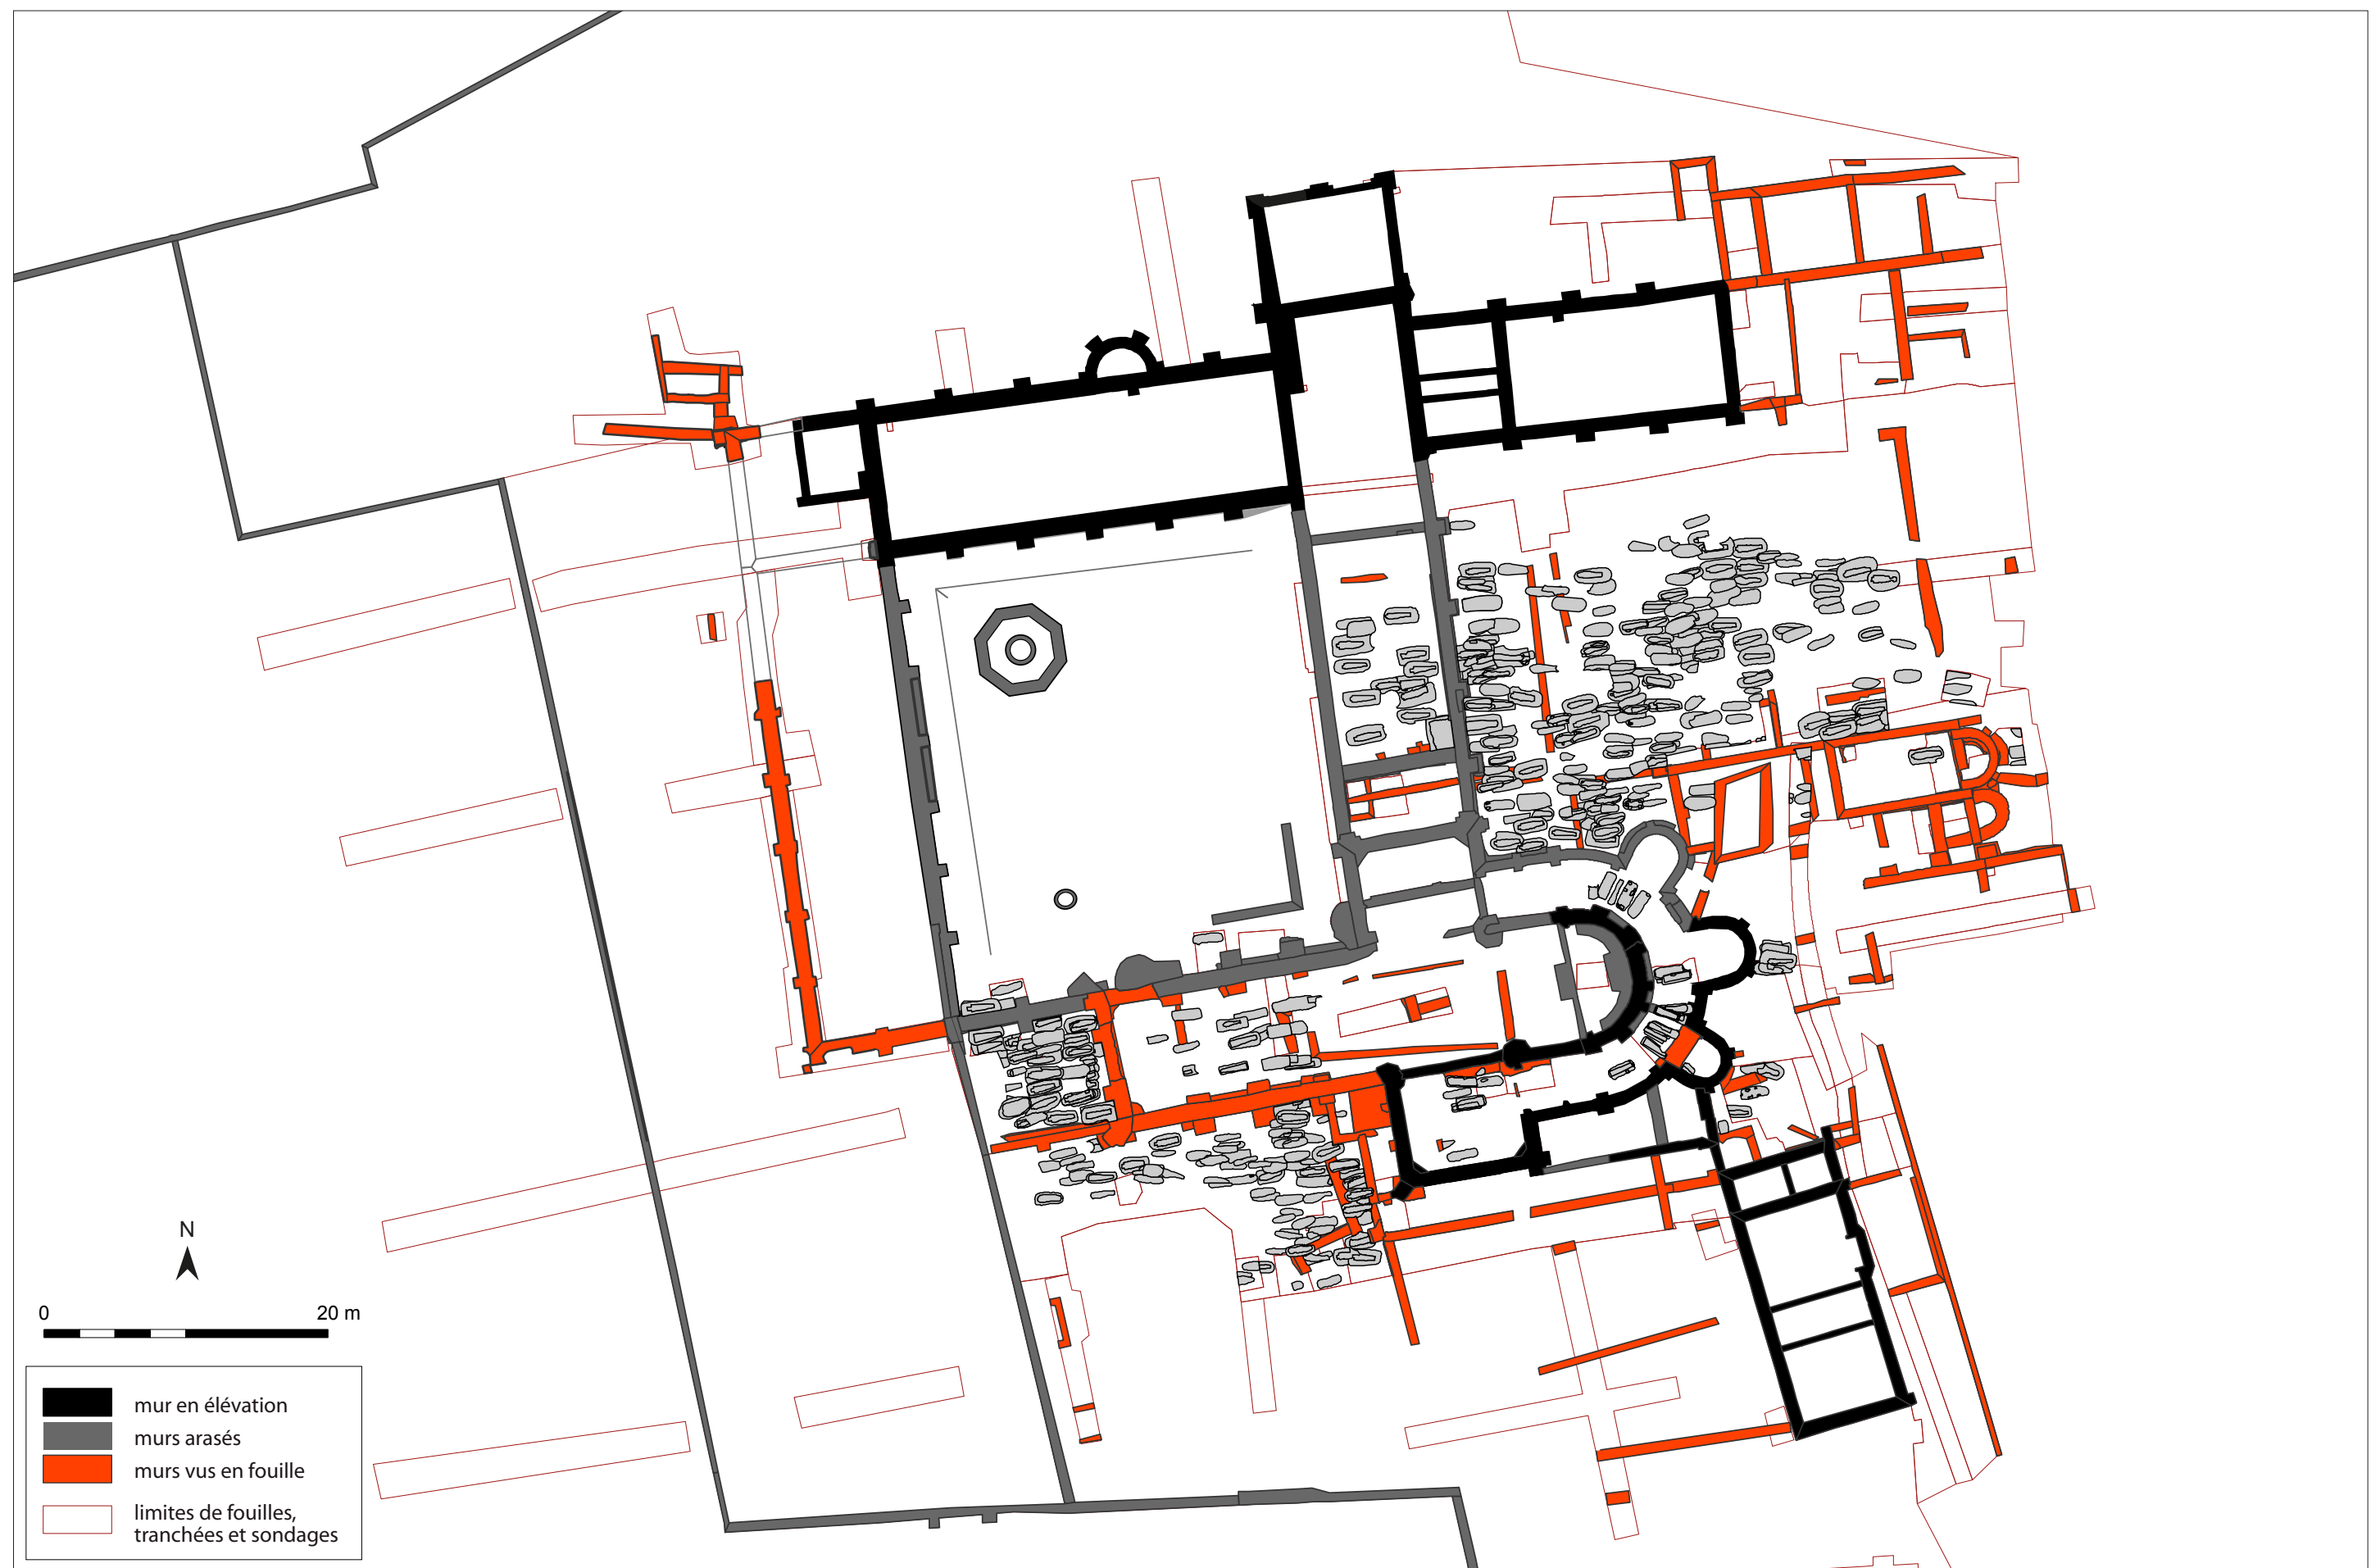 N
0 20 m
mur en élévation
murs arasés
murs vus en fouille
limites de fouilles,
tranchées et sondages